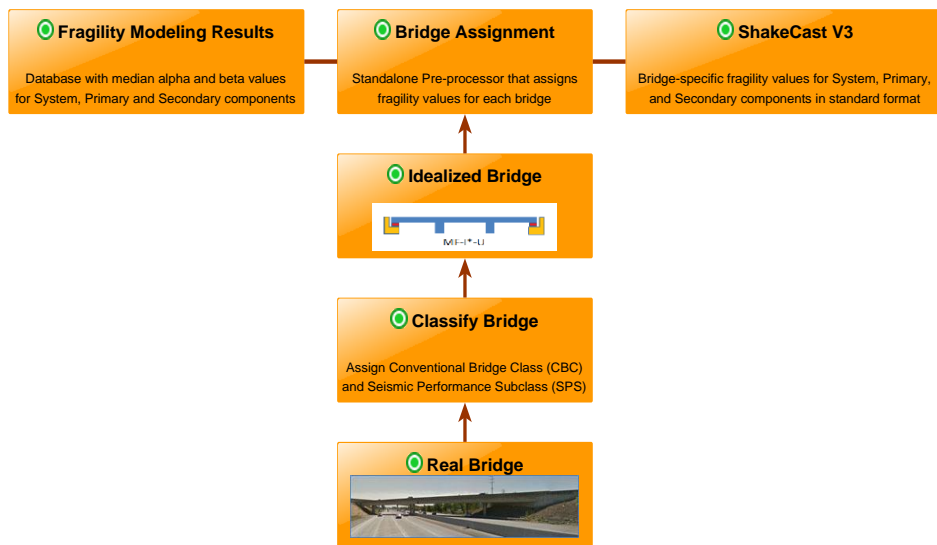 Fragility Modeling Results
Database with median alpha and beta values
for System, Primary and Secondary components
Bridge Assignment
Standalone Pre-processor that assigns
fragility values for each bridge
ShakeCast V3
Bridge-specific fragility values for System, Primary,
and Secondary components in standard format
Idealized Bridge
Classify Bridge
Assign Conventional Bridge Class (CBC)
and Seismic Performance Subclass (SPS)
Real Bridge